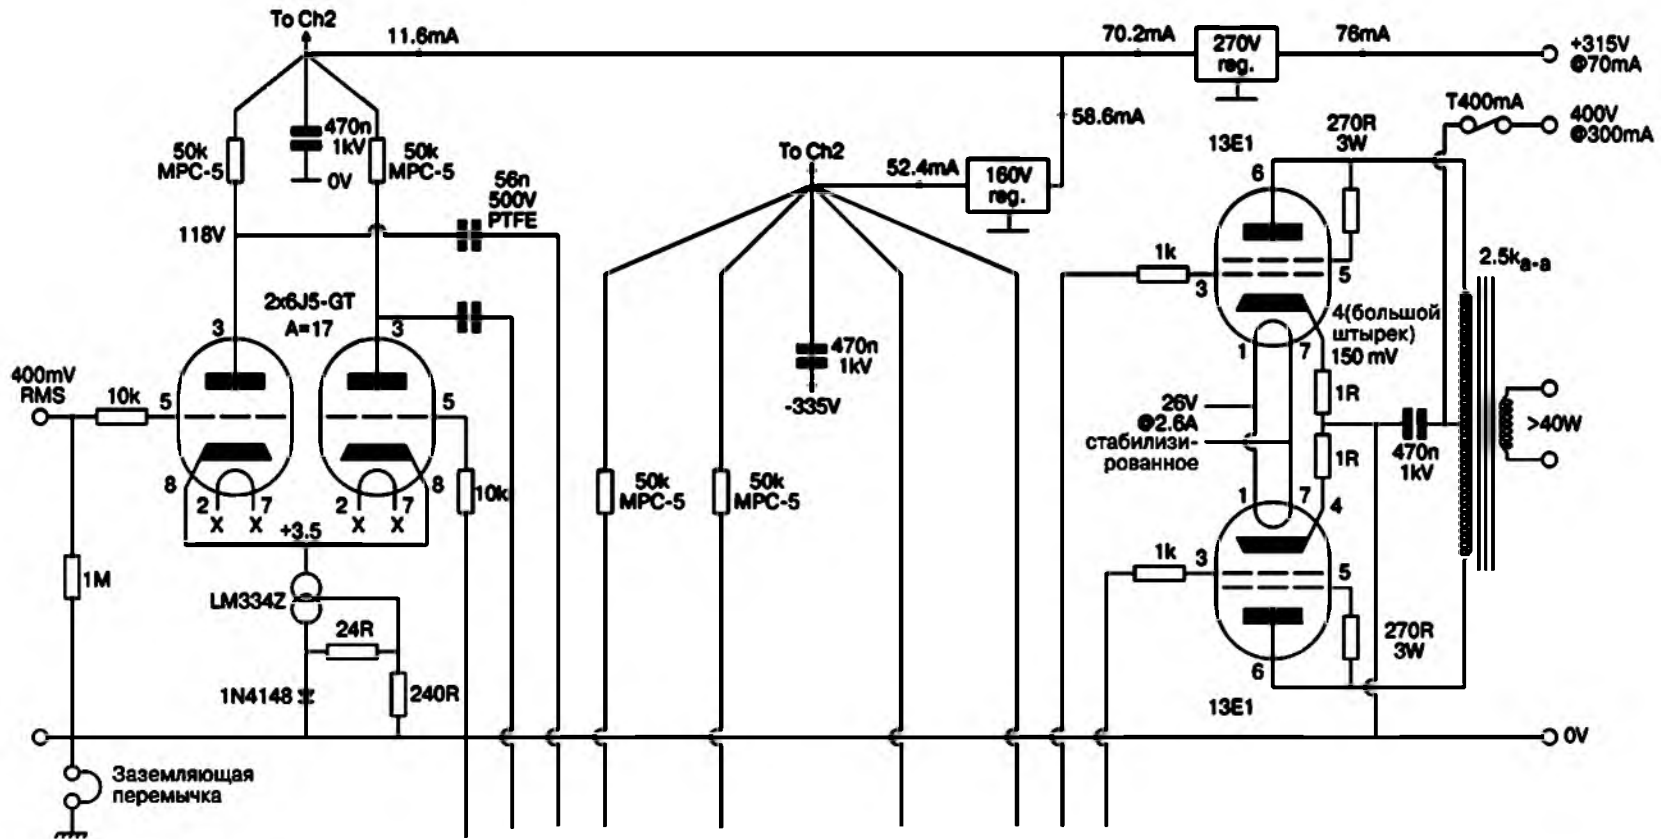 To Ch2
11.6mA
70.2mA
270V
reg.
76mA
+315V
@70mA
T400mA
400V
@300mA
58.6mA
50k
MPC-5
470n
1kV
0V
50k
MPC-5
56n
500V
PTFE
118V
To Ch2
52.4mA
160V
reg.
13E1
270R
3W
6
1k
3
5
2.5ka-a
2x6J5-GT
A=17
3
3
4(большой
штырек)
150 mV
1
7
470n
1kV
-335V
400mV
RMS
10k
5
5
26V
@2.6A
стабилизи-
рованное
1R
1R
470n
1kV
>40W
8
2
7
2
7
8
X
X
X
X
10k
+3.5
50k
MPC-5
50k
MPC-5
1
7
4
1M
LM334Z
24R
1N4148
240R
1k
3
5
270R
3W
6
13E1
0V
Заземляющая
перемычка